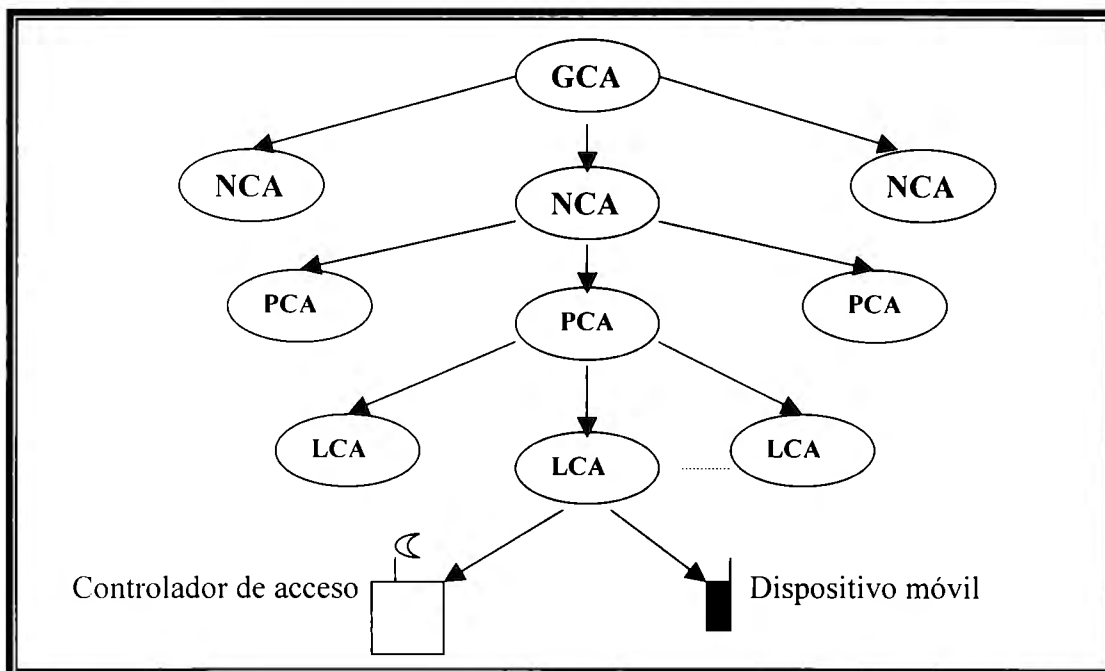 GCA
NCA
NCA
NCA
PCA
PCA
PCA
LCA
LCA
LCA
Controlador de acceso
Dispositivo móvil